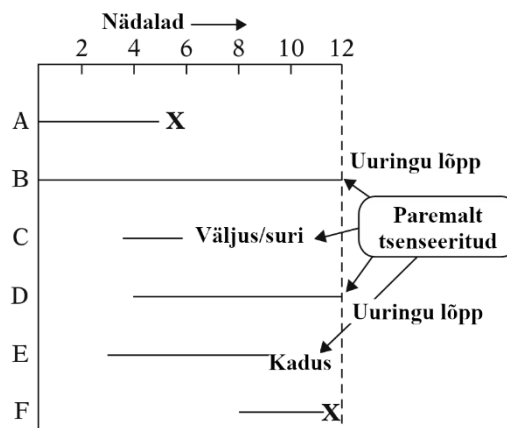 Nädalad
2 4 6 8 10 12
A X
Uuringu lõpp
B
Paremalt
tsenseeritud
C Väljus/suri
D
Uuringu lõpp
E Kadus
F X